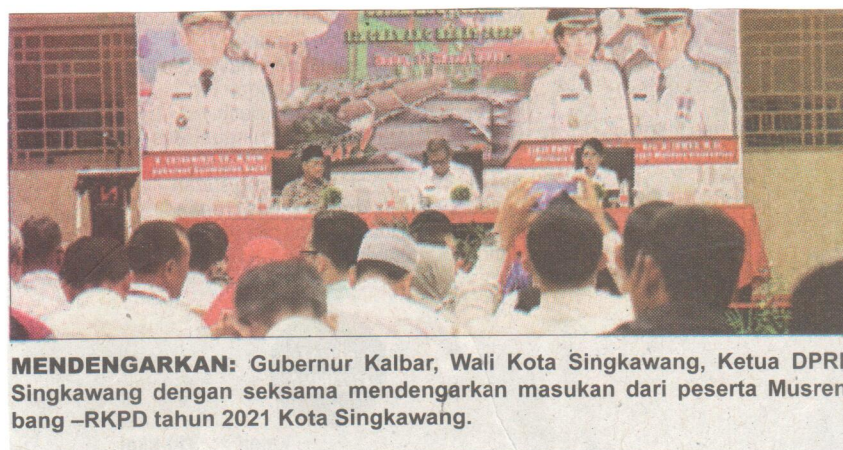 MENDENGARKAN: Gubernur Kalbar, Wali Kota Singkawang, Ketua DPR
Singkawang dengan seksama mendengarkan masukan dari peserta Musren
bang –RKPD tahun 2021 Kota Singkawang.